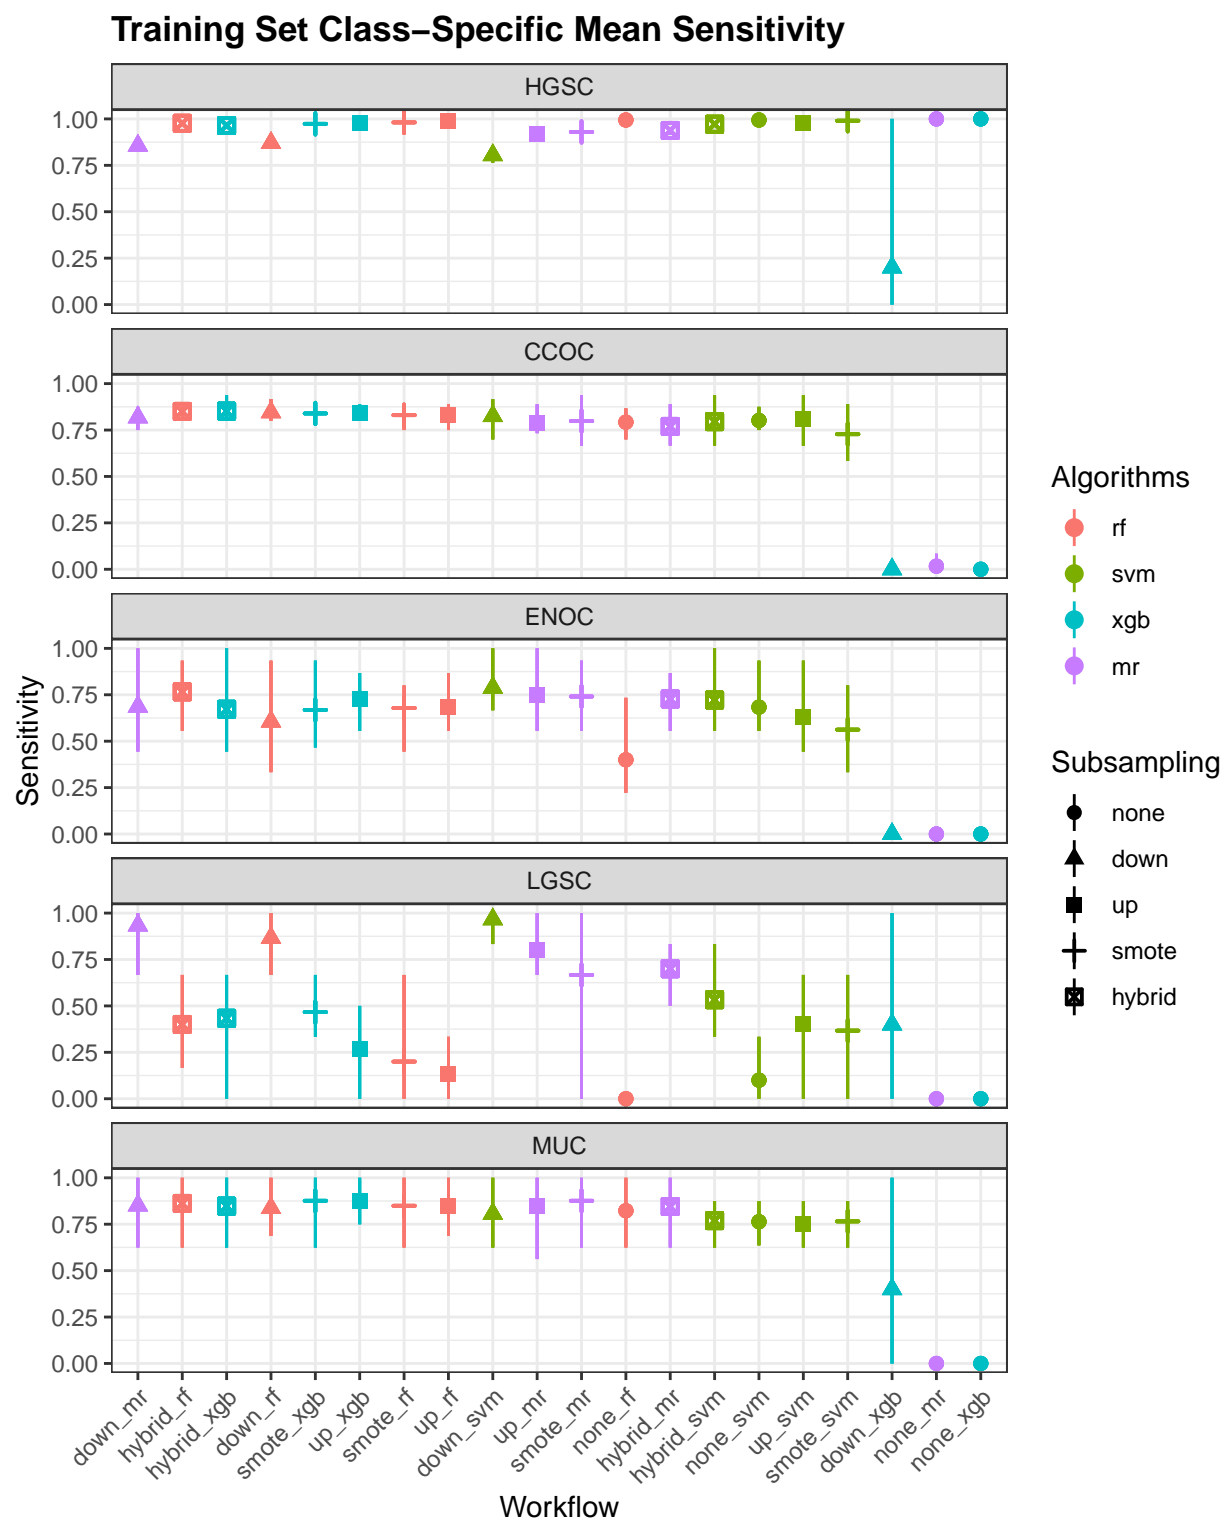 Training Set Class−Specific Mean Sensitivity
HGSC
1.00
0.75
0.50
0.25
0.00
CCOC
1.00
0.75
0.50
0.25
0.00
ENOC
1.00
0.75
0.50
0.25
0.00
LGSC
1.00
0.75
0.50
0.25
0.00
MUC
1.00
0.75
0.50
0.25
0.00
Sensitivity
down_mr
hybrid_rf
hybrid_xgb
down_rf
smote_xgb
up_xgb
smote_rf
up_rf
down_svm
up_mr
smote_mr
none_rf
hybrid_mr
hybrid_svm
none_svm
up_svm
smote_svm
down_xgb
none_mr
none_xgb
Workflow
Algorithms
rf
svm
xgb
mr
Subsampling
none
down
up
smote
hybrid